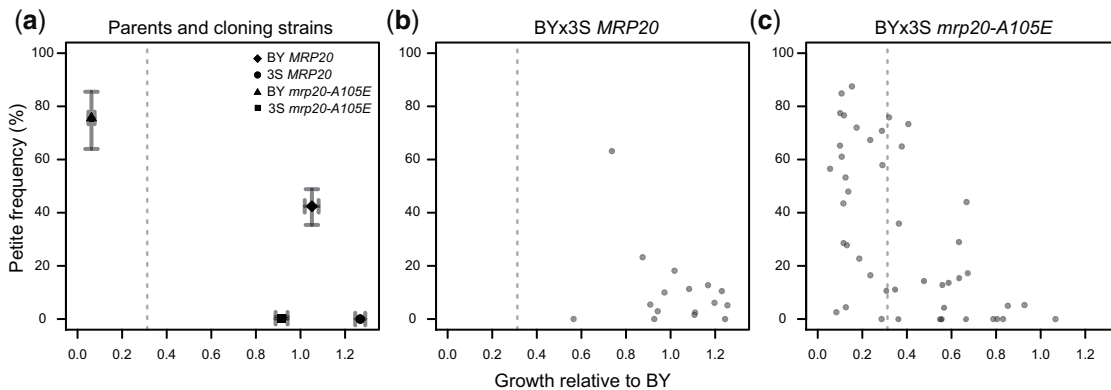 (a) Parents and cloning strains
(b) BYx3S MRP20
(c) BYx3S mrp20-A105E
Petite frequency (%)
100
80
60
40
20
0
BY MRP20
3S MRP20
BY mrp20-A105E
3S mrp20-A105E
0.0 0.2 0.4 0.6 0.8 1.0 1.2
100
80
60
40
20
0
0.0 0.2 0.4 0.6 0.8 1.0 1.2
100
80
60
40
20
0
0.0 0.2 0.4 0.6 0.8 1.0 1.2
Growth relative to BY